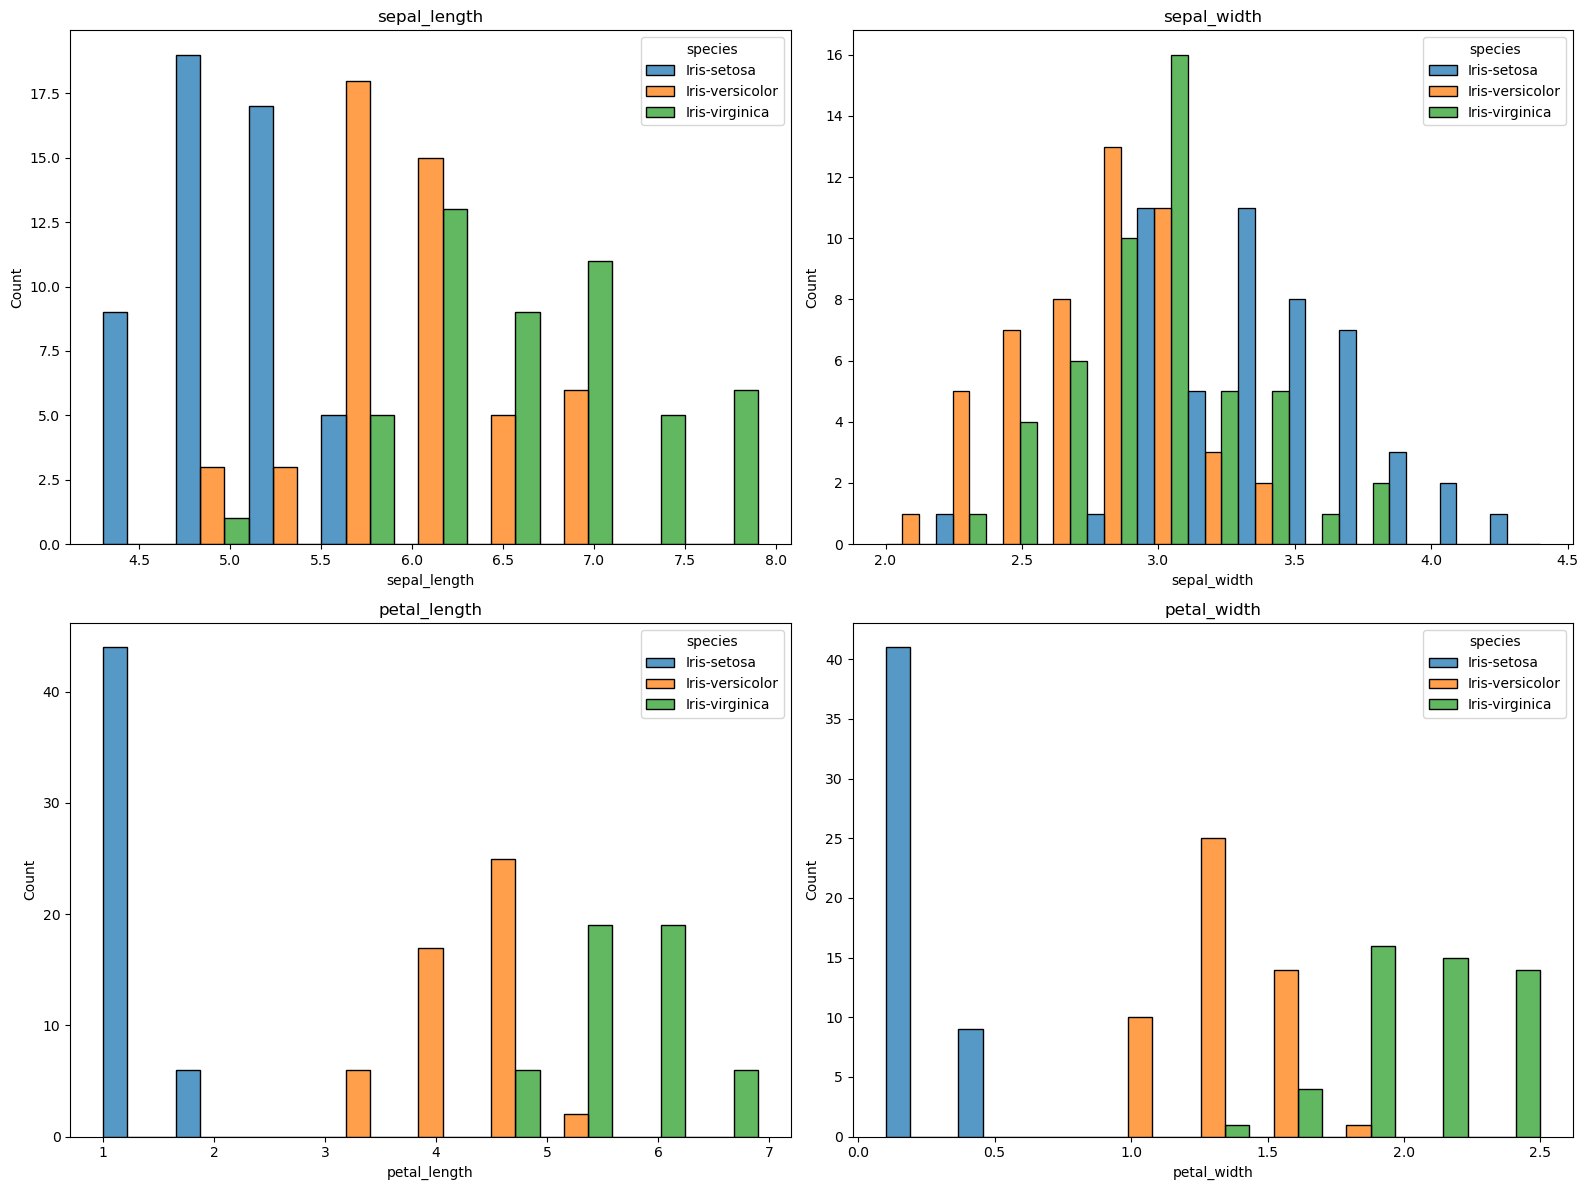 sepal_length
17.5
15.0
12.5
10.0
7.5
5.0
2.5
0.0
Count
4.5 5.0 5.5 6.0 6.5 7.0 7.5 8.0
sepal_length
species
Iris-setosa
Iris-versicolor
Iris-virginica
sepal_width
16
14
12
10
8
6
4
2
0
Count
2.0 2.5 3.0 3.5 4.0 4.5
sepal_width
species
Iris-setosa
Iris-versicolor
Iris-virginica
petal_length
40
30
20
10
0
Count
1 2 3 4 5 6 7
petal_length
species
Iris-setosa
Iris-versicolor
Iris-virginica
petal_width
40
35
30
25
20
15
10
5
0
Count
0.0 0.5 1.0 1.5 2.0 2.5
petal_width
species
Iris-setosa
Iris-versicolor
Iris-virginica